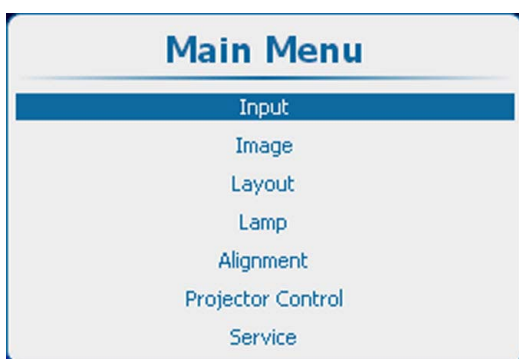 Main Menu
Input
Image
Layout
Lamp
Alignment
Projector Control
Service